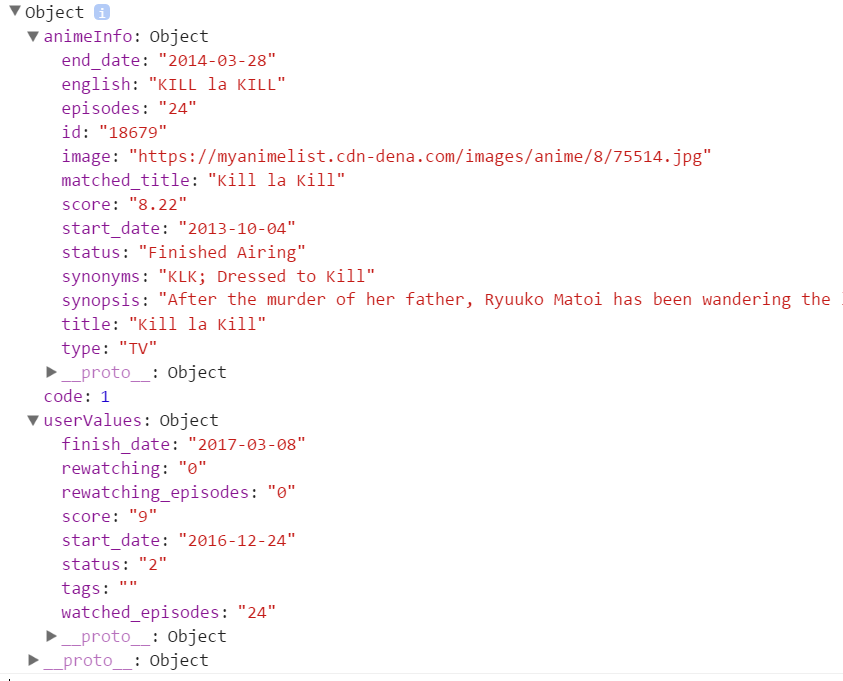 ▼Object i
▼animeInfo: Object
end_date: "2014-03-28"
english: "KILL la KILL"
episodes: "24"
id: "18679"
image: "https://myanimelist.cdn-dena.com/images/anime/8/75514.jpg"
matched_title: "Kill la Kill"
score: "8.22"
start_date: "2013-10-04"
status: "Finished Airing"
synonyms: "KLK; Dressed to Kill"
synopsis: "After the murder of her father, Ryuuko Matoi has been wandering the
title: "Kill la Kill"
type: "TV"
▶__proto__: Object
code: 1
▼userValues: Object
finish_date: "2017-03-08"
rewatching: "0"
rewatching_episodes: "0"
score: "9"
start_date: "2016-12-24"
status: "2"
tags: ""
watched_episodes: "24"
▶__proto__: Object
▶__proto__: Object